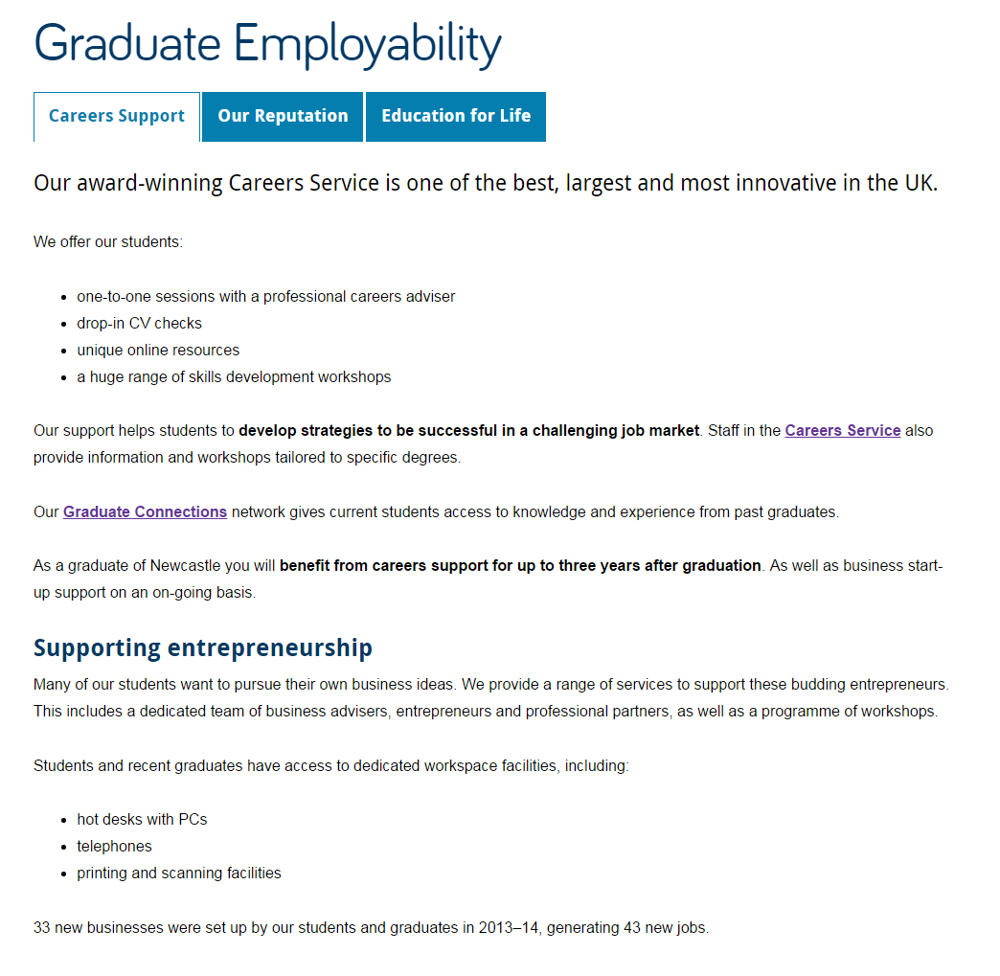 Graduate Employability
Careers Support
Our Reputation
Education for Life
Our award-winning Careers Service is one of the best, largest and most innovative in the UK.
We offer our students:
one-to-one sessions with a professional careers adviser
drop-in CV checks
unique online resources
a huge range of skills development workshops
Our support helps students to develop strategies to be successful in a challenging job market. Staff in the Careers Service also
provide information and workshops tailored to specific degrees.
Our Graduate Connections network gives current students access to knowledge and experience from past graduates.
As a graduate of Newcastle you will benefit from careers support for up to three years after graduation. As well as business start-
up support on an on-going basis.
Supporting entrepreneurship
Many of our students want to pursue their own business ideas. We provide a range of services to support these budding entrepreneurs.
This includes a dedicated team of business advisers, entrepreneurs and professional partners, as well as a programme of workshops.
Students and recent graduates have access to dedicated workspace facilities, including:
hot desks with PCs
telephones
printing and scanning facilities
33 new businesses were set up by our students and graduates in 2013–14, generating 43 new jobs.